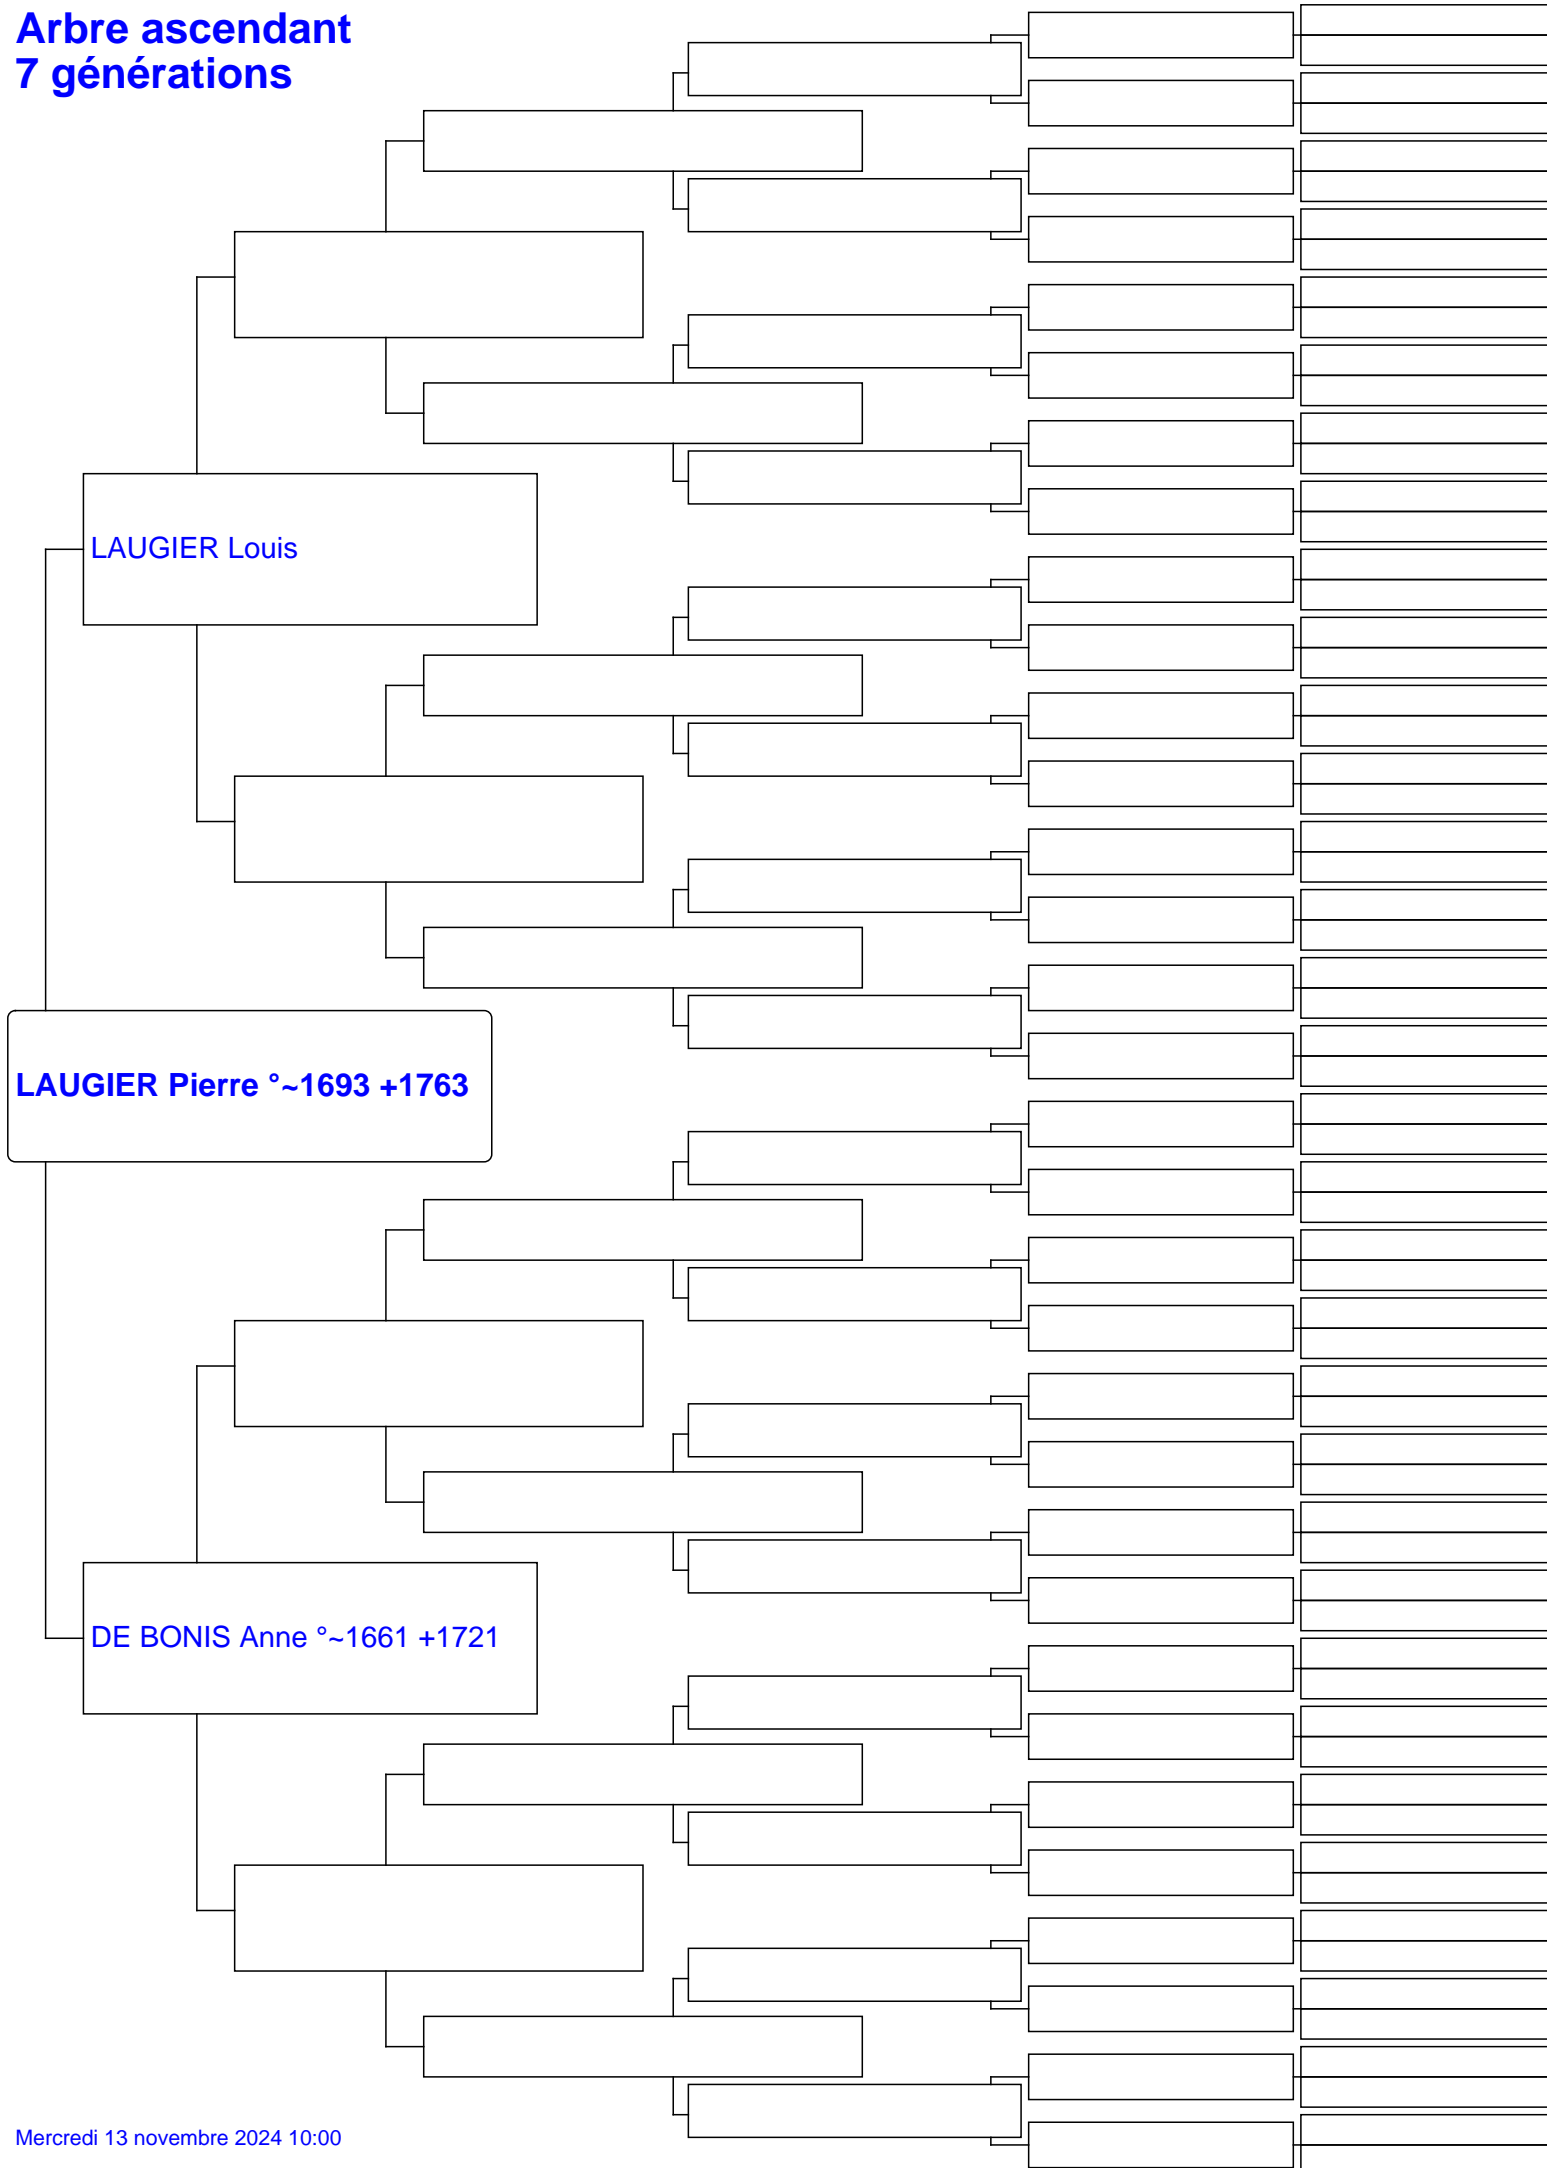 Arbre ascendant
7 générations
LAUGIER Louis
LAUGIER Pierre °~1693 +1763
DE BONIS Anne °~1661 +1721
Mercredi 13 novembre 2024 10:00